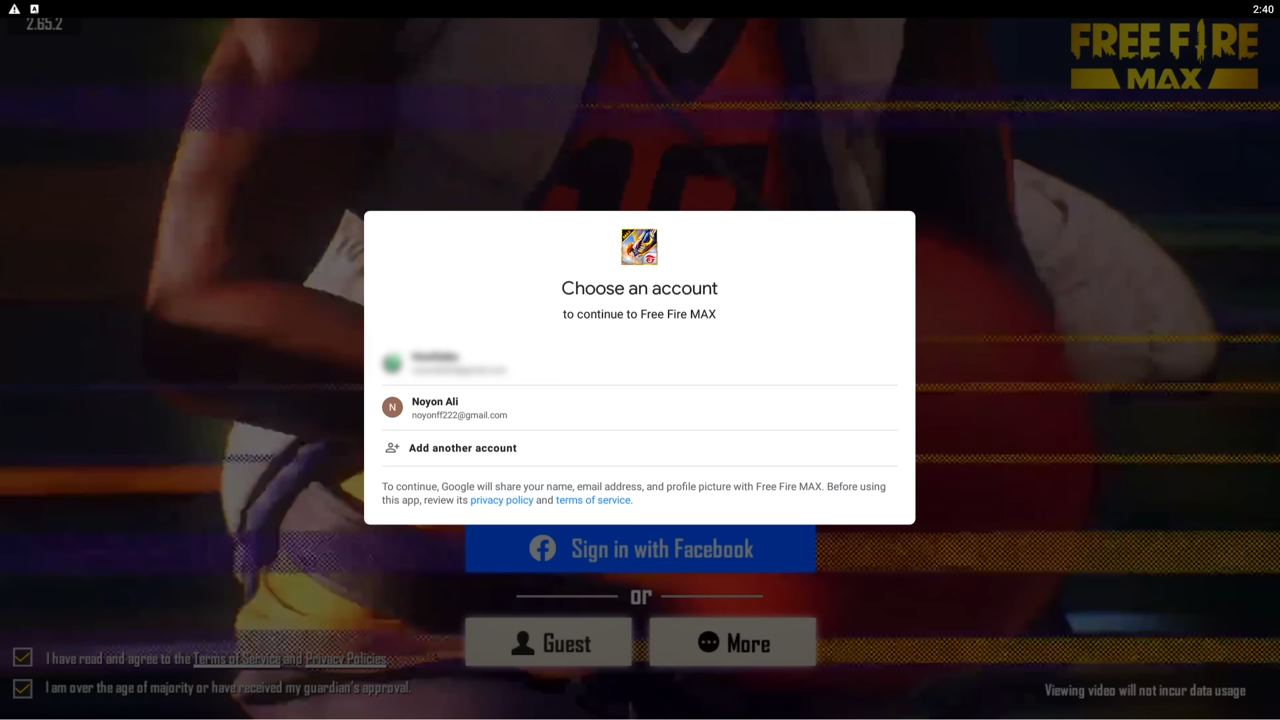 2:40
2.65.2
FREE FIRE
MAX
Choose an account
to continue to Free Fire MAX
N
Noyon Ali
noyonff222@gmail.com
Add another account
To continue, Google will share your name, email address, and profile picture with Free Fire MAX. Before using
this app, review its privacy policy and terms of service.
Sign in with Facebook
or
Guest
More
I have read and agree to the Terms of Service and Privacy Policies.
I am over the age of majority or have received my guardian's approval.
Viewing video will not incur data usage